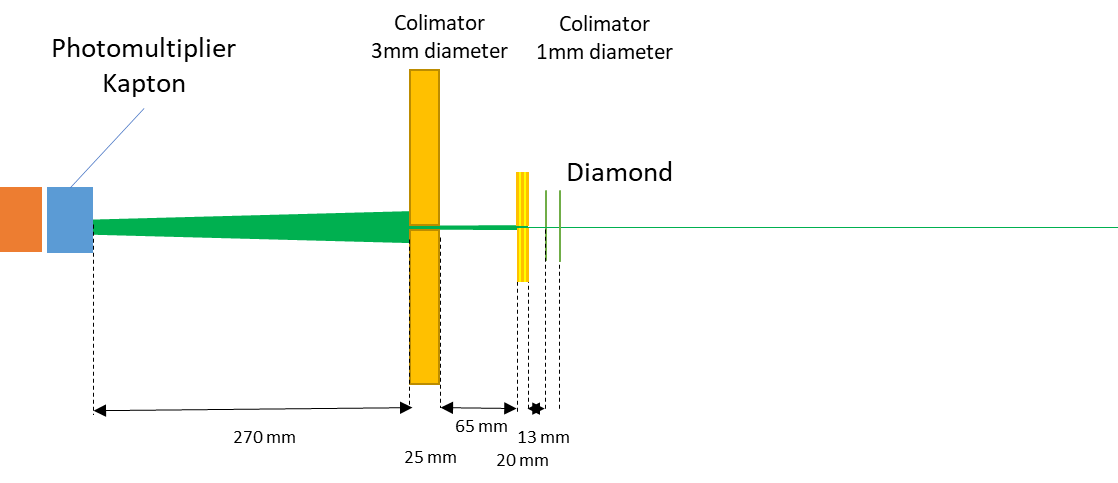 Photomultiplier
Kapton
Colimator
3mm diameter
Colimator
1mm diameter
Diamond
270 mm
25 mm
65 mm
20 mm
13 mm